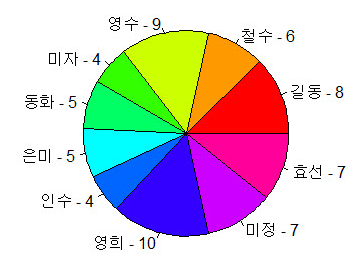 영수 - 9
철수 - 6
미자 - 4
길동 - 8
동화 - 5
은미 - 5
효선 - 7
인수 - 4
미정 - 7
영희 - 10